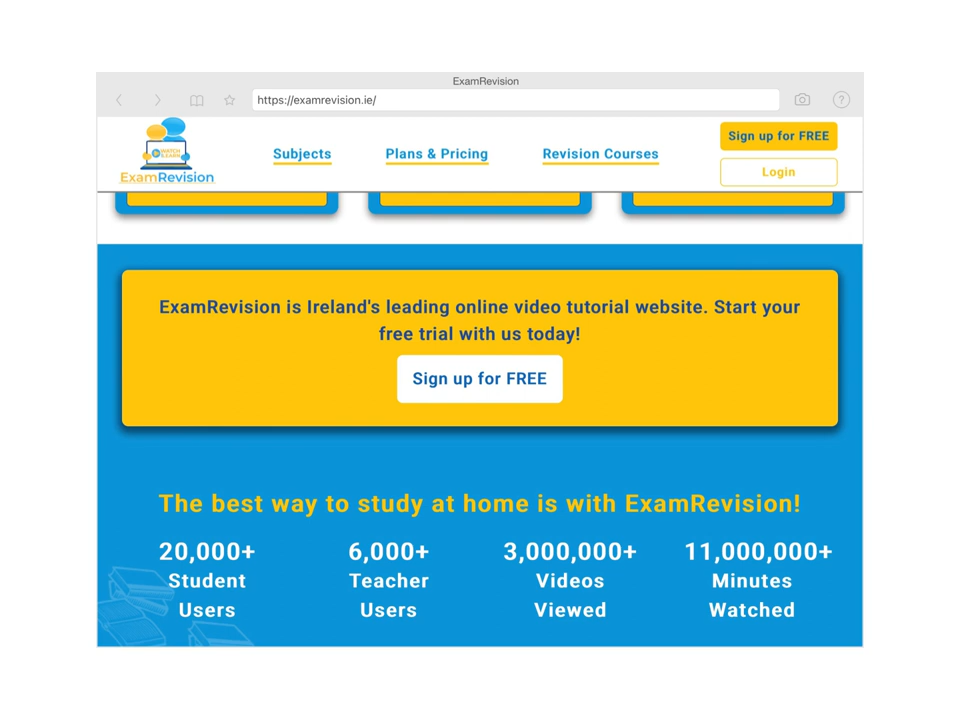 ExamRevision
https://examrevision.ie/
?
WATCH
& LEARN
ExamRevision
Subjects
Plans & Pricing
Revision Courses
Sign up for FREE
Login
ExamRevision is Ireland's leading online video tutorial website. Start your
free trial with us today!
Sign up for FREE
The best way to study at home is with ExamRevision!
20,000+
Student
Users
6,000+
Teacher
Users
3,000,000+
Videos
Viewed
11,000,000+
Minutes
Watched